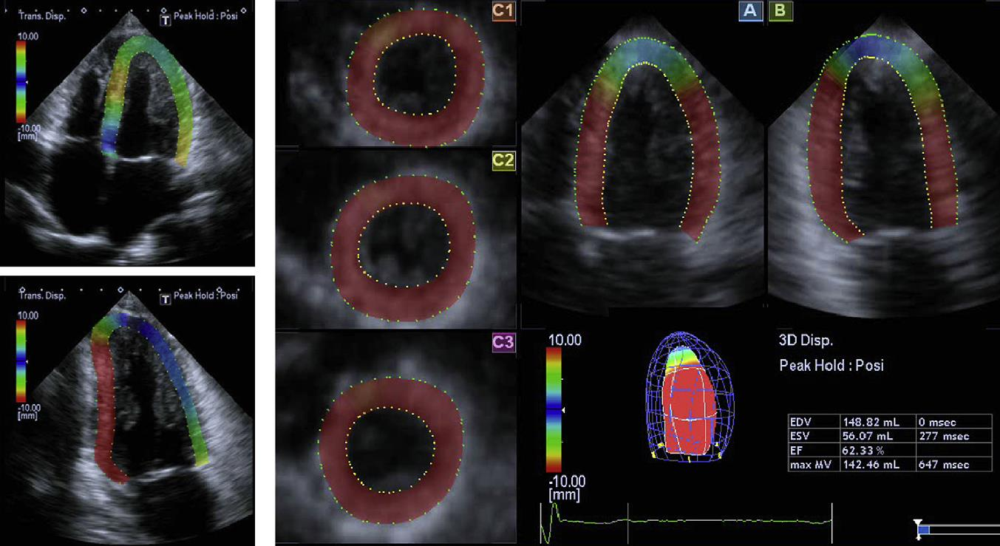 Trans. Disp.
T Peak Hold : Posi
10.00
-10.00
[mm]
Trans. Disp.
T Peak Hold : Posi
10.00
-10.00
[mm]
C1
C2
C3
A
B
10.00
-10.00
[mm]
3D Disp.
Peak Hold : Posi
EDV 148.82 mL 0 msec
ESV 56.07 mL 277 msec
EF 62.33 %
max MV 142.46 mL 647 msec